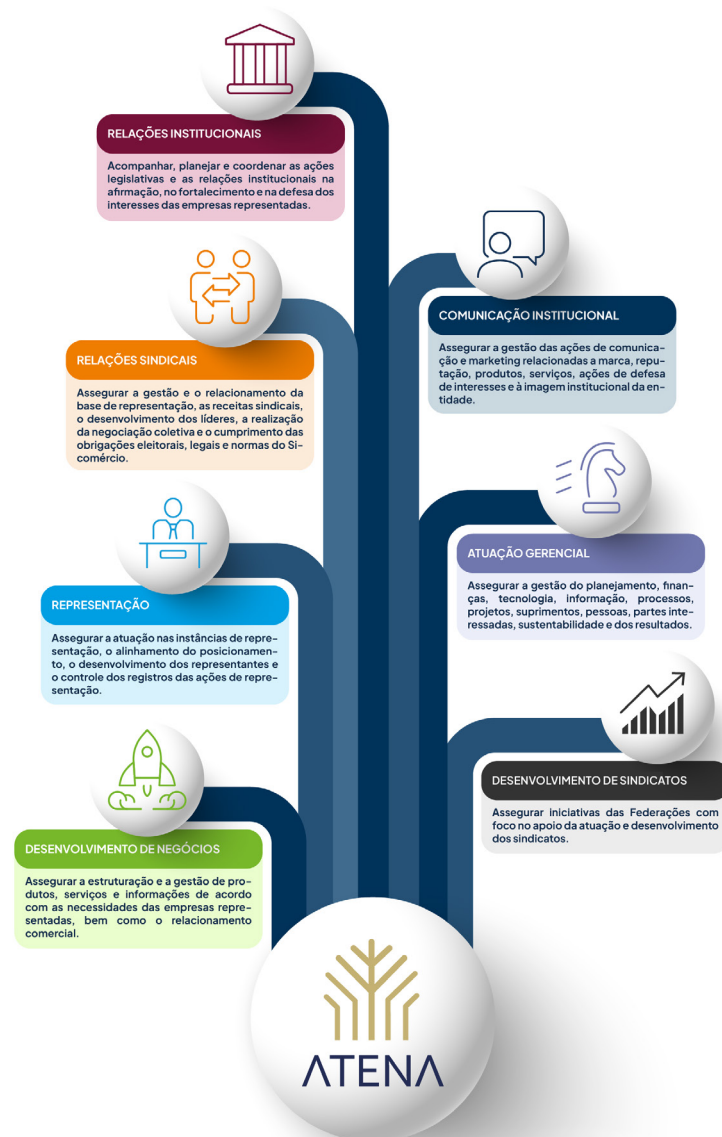 RELAÇÕES INSTITUCIONAIS
Acompanhar, planejar e coordenar as ações
legislativas e as relações institucionais na
afirmação, no fortalecimento e na defesa dos
interesses das empresas representadas.
COMUNICAÇÃO INSTITUCIONAL
Assegurar a gestão das ações de comunica-
ção e marketing relacionadas a marca, repu-
tação, produtos, serviços, ações de defesa
de interesses e à imagem institucional da en-
tidade.
RELAÇÕES SINDICAIS
Assegurar a gestão e o relacionamento da
base de representação, as receitas sindicais,
o desenvolvimento dos líderes, a realização
da negociação coletiva e o cumprimento das
obrigações eleitorais, legais e normas do Si-
comércio.
ATUAÇÃO GERENCIAL
Assegurar a gestão do planejamento, finan-
ças, tecnologia, informação, processos,
projetos, suprimentos, pessoas, partes inte-
ressadas, sustentabilidade e dos resultados.
REPRESENTAÇÃO
Assegurar a atuação nas instâncias de repre-
sentação, o alinhamento do posicionamen-
to, o desenvolvimento dos representantes e
o controle dos registros das ações de repre-
sentação.
DESENVOLVIMENTO DE SINDICATOS
Assegurar iniciativas das Federações com
foco no apoio da atuação e desenvolvimento
dos sindicatos.
DESENVOLVIMENTO DE NEGÓCIOS
Assegurar a estruturação e a gestão de pro-
dutos, serviços e informações de acordo
com as necessidades das empresas repre-
sentadas, bem como o relacionamento
comercial.
ATENA